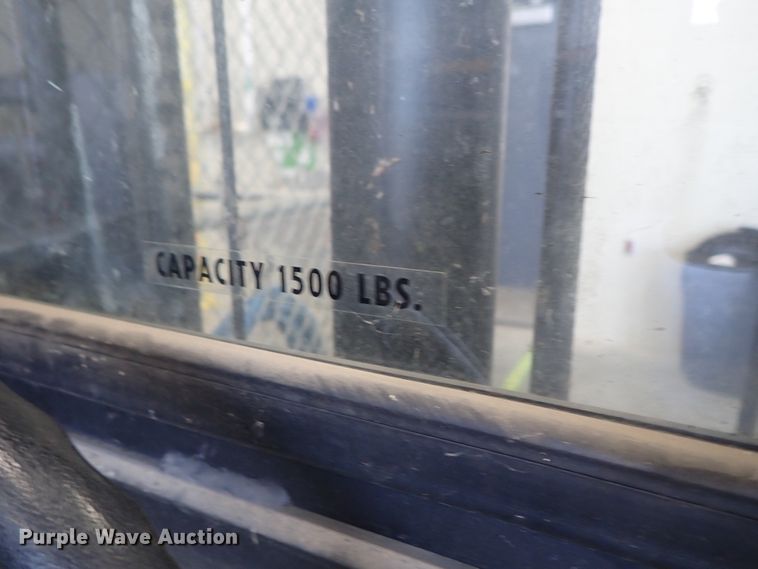 CAPACITY 1500 LBS.
Purple Wave Auction